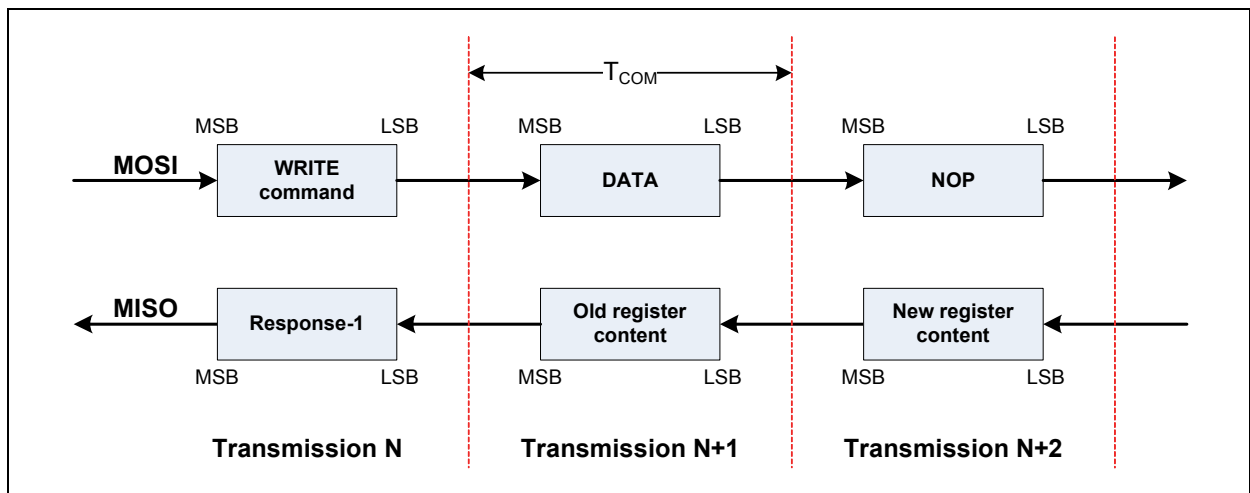 T_COM
MSB LSB MSB LSB MSB LSB
MOSI WRITE command DATA NOP
MISO Response-1 Old register content New register content
MSB LSB MSB LSB MSB LSB
Transmission N Transmission N+1 Transmission N+2